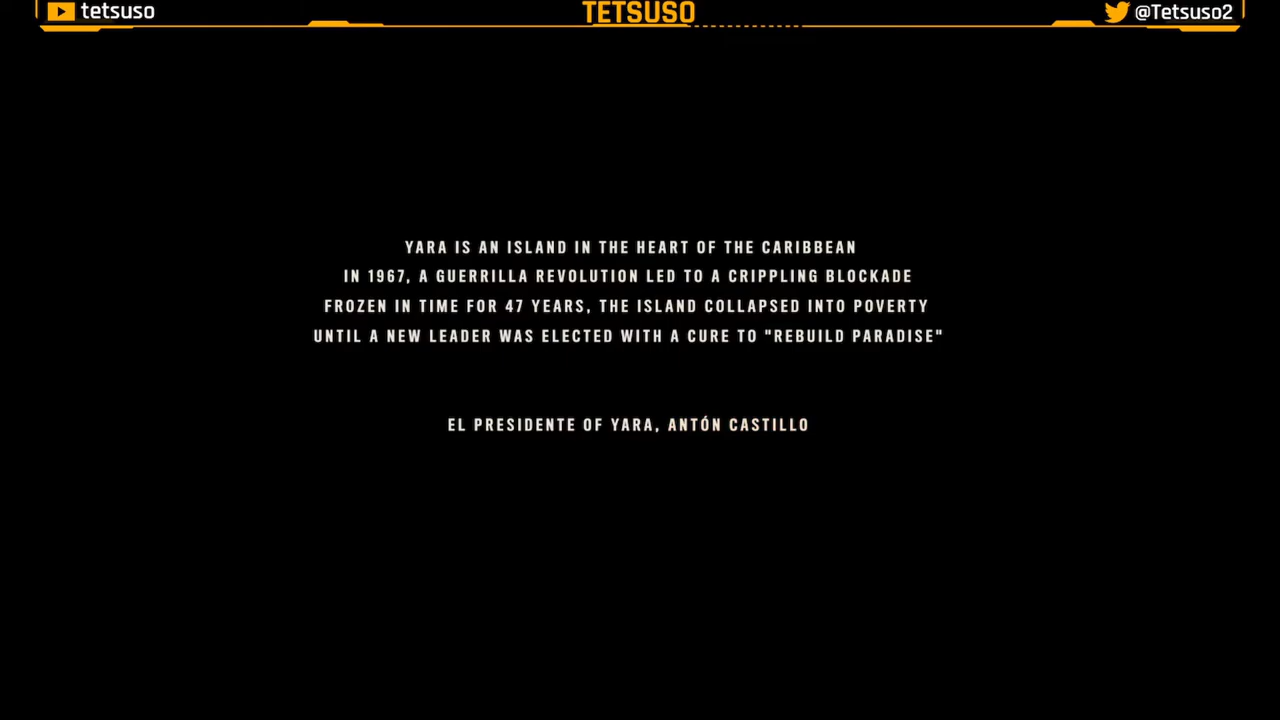 tetsuso
TETSUSO
@Tetsuso2
YARA IS AN ISLAND IN THE HEART OF THE CARIBBEAN
IN 1967, A GUERRILLA REVOLUTION LED TO A CRIPPLING BLOCKADE
FROZEN IN TIME FOR 47 YEARS, THE ISLAND COLLAPSED INTO POVERTY
UNTIL A NEW LEADER WAS ELECTED WITH A CURE TO "REBUILD PARADISE"
EL PRESIDENTE OF YARA, ANTÓN CASTILLO